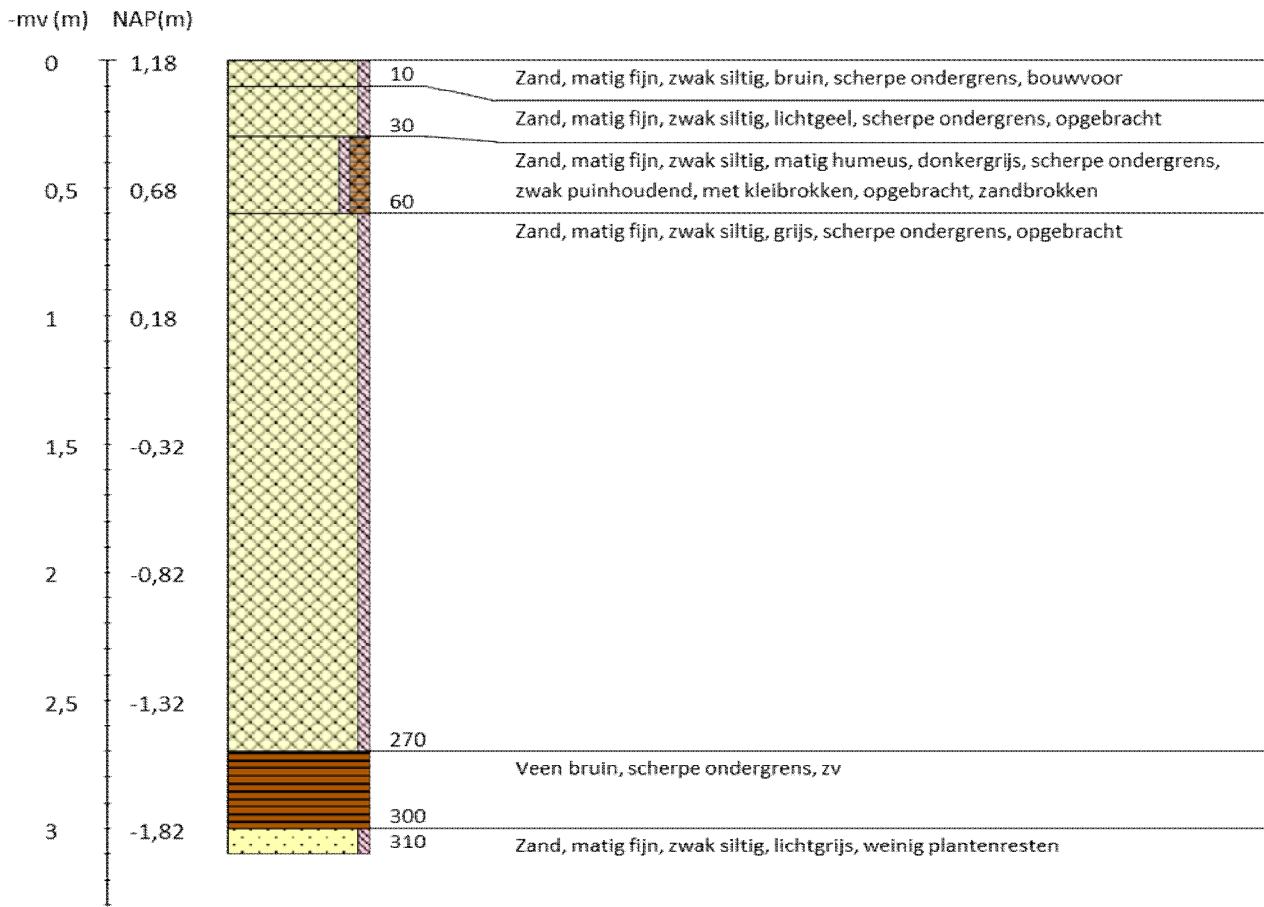 -mv (m) NAP(m)
0 1,18
10 Zand, matig fijn, zwak siltig, bruin, scherpe ondergrens, bouwvoor
30 Zand, matig fijn, zwak siltig, lichtgeel, scherpe ondergrens, opgebracht
Zand, matig fijn, zwak siltig, matig humeus, donkergrijs, scherpe ondergrens,
0,5 0,68 zwak puinhoudend, met kleibrokken, opgebracht, zandbrokken
60
Zand, matig fijn, zwak siltig, grijs, scherpe ondergrens, opgebracht
1 0,18
1,5 -0,32
2 -0,82
2,5 -1,32
270
Veen bruin, scherpe ondergrens, zv
300
3 -1,82
310 Zand, matig fijn, zwak siltig, lichtgrijs, weinig plantenresten